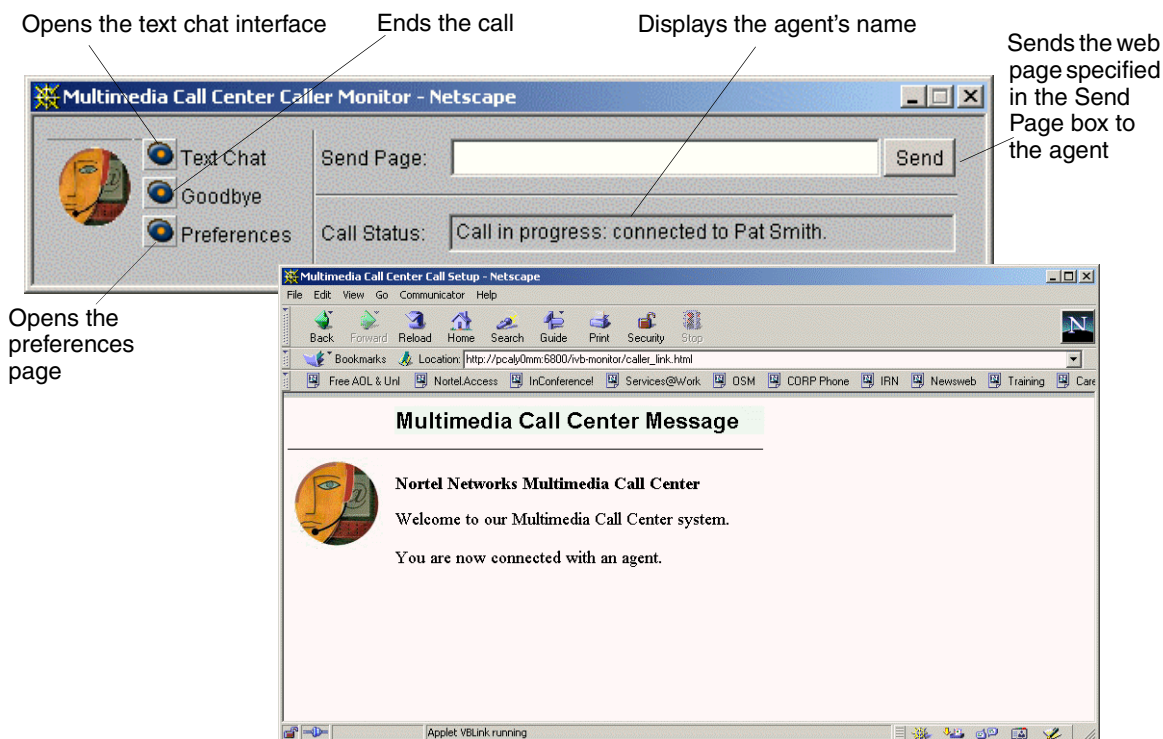 Opens the text chat interface
Ends the call
Displays the agent's name
Sends the web
page specified
in the Send
Page box to
the agent
Multimedia Call Center Caller Monitor - Netscape
Text Chat
Send Page:
Send
Goodbye
Preferences
Call Status:
Call in progress: connected to Pat Smith.
Opens the
preferences
page
Multimedia Call Center Call Setup - Netscape
File Edit View Go Communicator Help
Back Forward Reload Home Search Guide Print Security Stop
N
Bookmarks Location: http://pcaly0mm:6800/ivb-monitor/caller_link.html
Free AOL & Unl Nortel.Access InConference! Services@Work OSM CORP Phone IRN Newsweb Training Care
Multimedia Call Center Message
Nortel Networks Multimedia Call Center
Welcome to our Multimedia Call Center system.
You are now connected with an agent.
Applet VBLink running